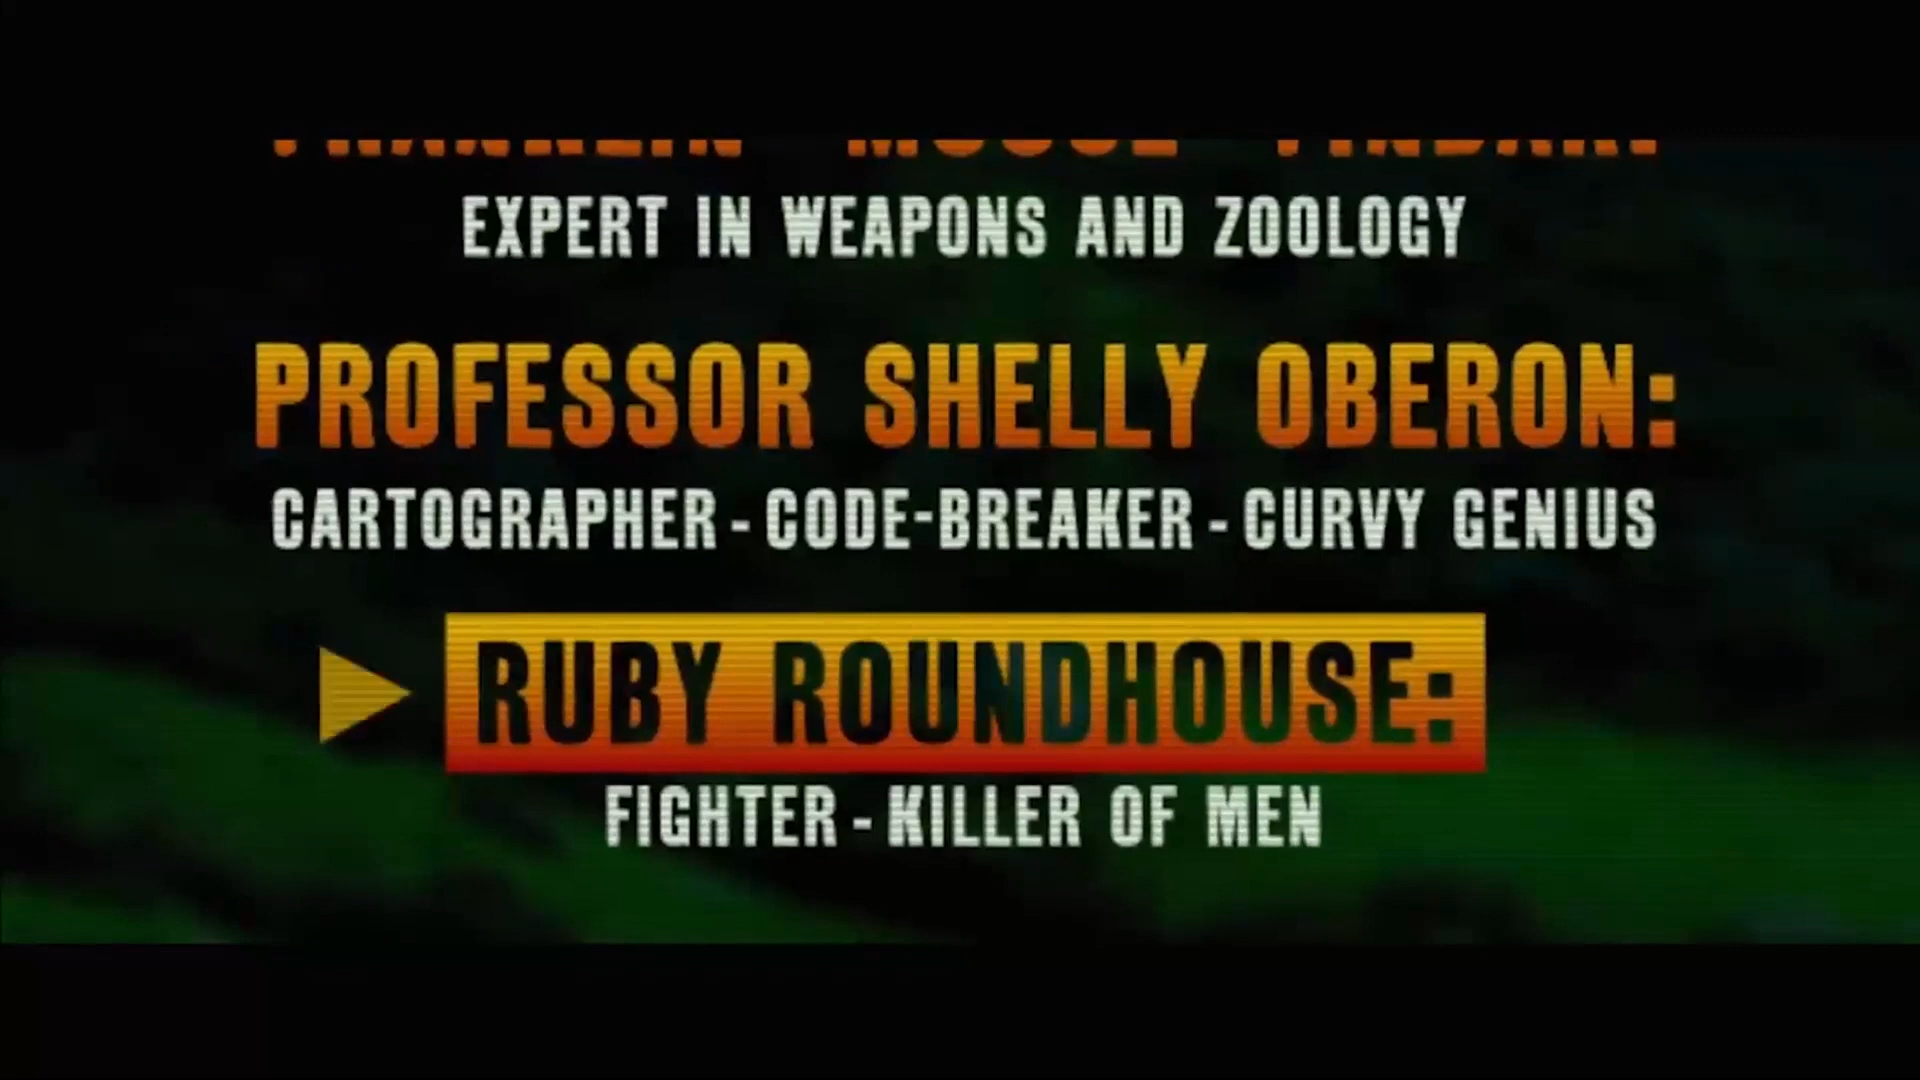 EXPERT IN WEAPONS AND ZOOLOGY
PROFESSOR SHELLY OBERON:
CARTOGRAPHER - CODE-BREAKER - CURVY GENIUS
RUBY ROUNDHOUSE:
FIGHTER - KILLER OF MEN